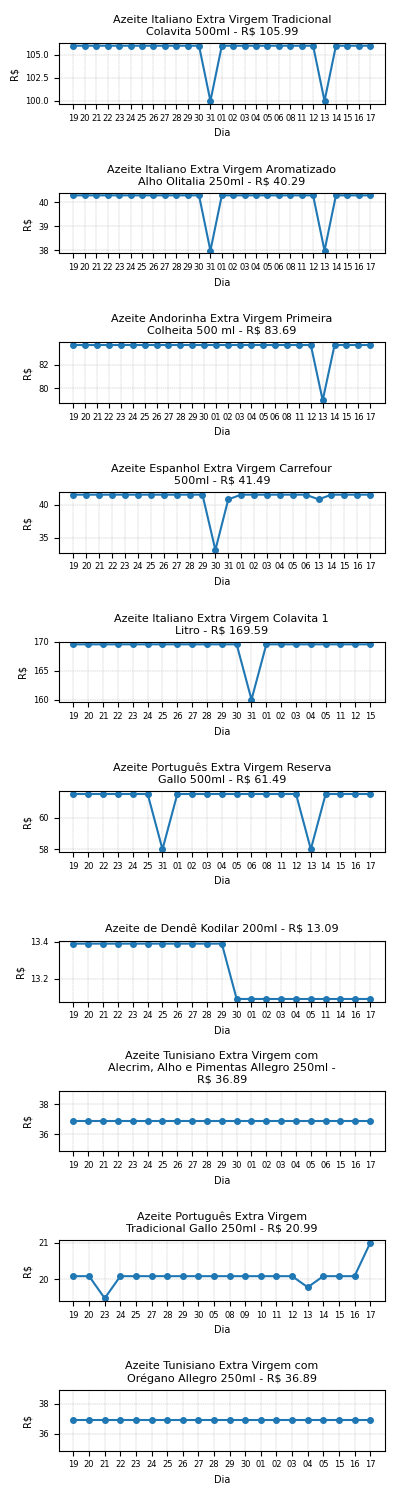 Azeite Italiano Extra Virgem Tradicional
Colavita 500ml - R$ 105.99
105.0
102.5
100.0
R$
19 20 21 22 23 24 25 26 27 28 29 30 31 01 02 03 04 05 06 08 11 12 13 14 15 16 17
Dia
Azeite Italiano Extra Virgem Aromatizado
Alho Olitalia 250ml - R$ 40.29
40
39
38
R$
19 20 21 22 23 24 25 26 27 28 29 30 31 01 02 03 04 05 06 08 11 12 13 14 15 16 17
Dia
Azeite Andorinha Extra Virgem Primeira
Colheita 500 ml - R$ 83.69
82
80
R$
19 20 21 22 23 24 25 26 27 28 29 30 01 02 03 04 05 06 08 11 12 13 14 15 16 17
Dia
Azeite Espanhol Extra Virgem Carrefour
500ml - R$ 41.49
40
35
R$
19 20 21 22 23 24 25 26 27 28 29 30 31 01 02 04 05 06 13 14 15 16 17
Dia
Azeite Italiano Extra Virgem Colavita 1
Litro - R$ 169.59
170
165
160
R$
19 20 21 22 23 24 25 26 27 28 29 30 31 01 02 03 04 05 11 12 15
Dia
Azeite Português Extra Virgem Reserva
Gallo 500ml - R$ 61.49
60
58
R$
19 20 21 23 24 25 31 01 02 03 04 05 06 08 11 12 13 14 15 16 17
Dia
Azeite de Dendê Kodilar 200ml - R$ 13.09
13.4
13.2
R$
19 20 21 23 24 25 26 27 28 29 30 01 02 03 04 05 11 14 16 17
Dia
Azeite Tunisiano Extra Virgem com
Alecrim, Alho e Pimentas Allegro 250ml -
R$ 36.89
38
36
R$
19 20 21 22 23 24 25 26 27 28 29 30 01 02 03 04 05 06 15 16 17
Dia
Azeite Português Extra Virgem
Tradicional Gallo 250ml - R$ 20.99
21
20
R$
19 20 21 23 24 22 27 28 29 30 05 08 09 10 11 12 13 14 15 16 17
Dia
Azeite Tunisiano Extra Virgem com
Orégano Allegro 250ml - R$ 36.89
38
36
R$
19 20 21 22 23 24 25 26 27 28 29 30 01 02 03 04 05 15 16 17
Dia